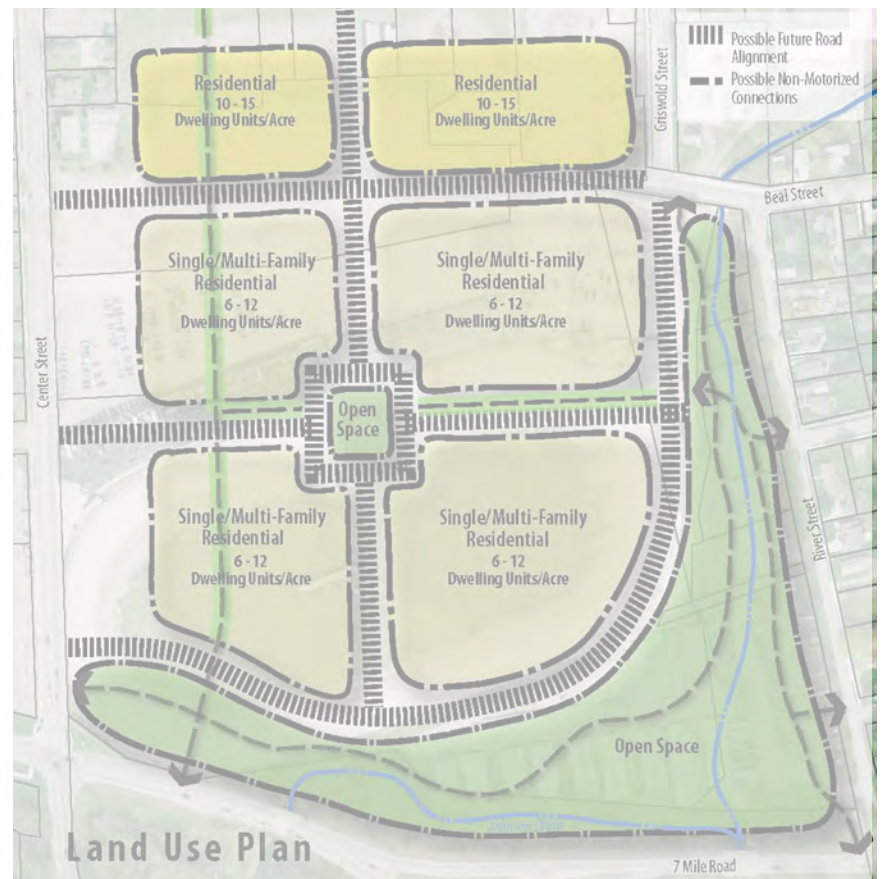 Possible Future Road
Alignment
Possible Non-Motorized
Connections
Griswold Street
Residential
10 - 15
Dwelling Units/Acre
Residential
10 - 15
Dwelling Units/Acre
Beal Street
Single/Multi-Family
Residential
6 - 12
Dwelling Units/Acre
Single/Multi-Family
Residential
6 - 12
Dwelling Units/Acre
Center Street
Open
Space
Single/Multi-Family
Residential
6 - 12
Dwelling Units/Acre
Single/Multi-Family
Residential
6 - 12
Dwelling Units/Acre
River Street
Open Space
Land Use Plan
7 Mile Road